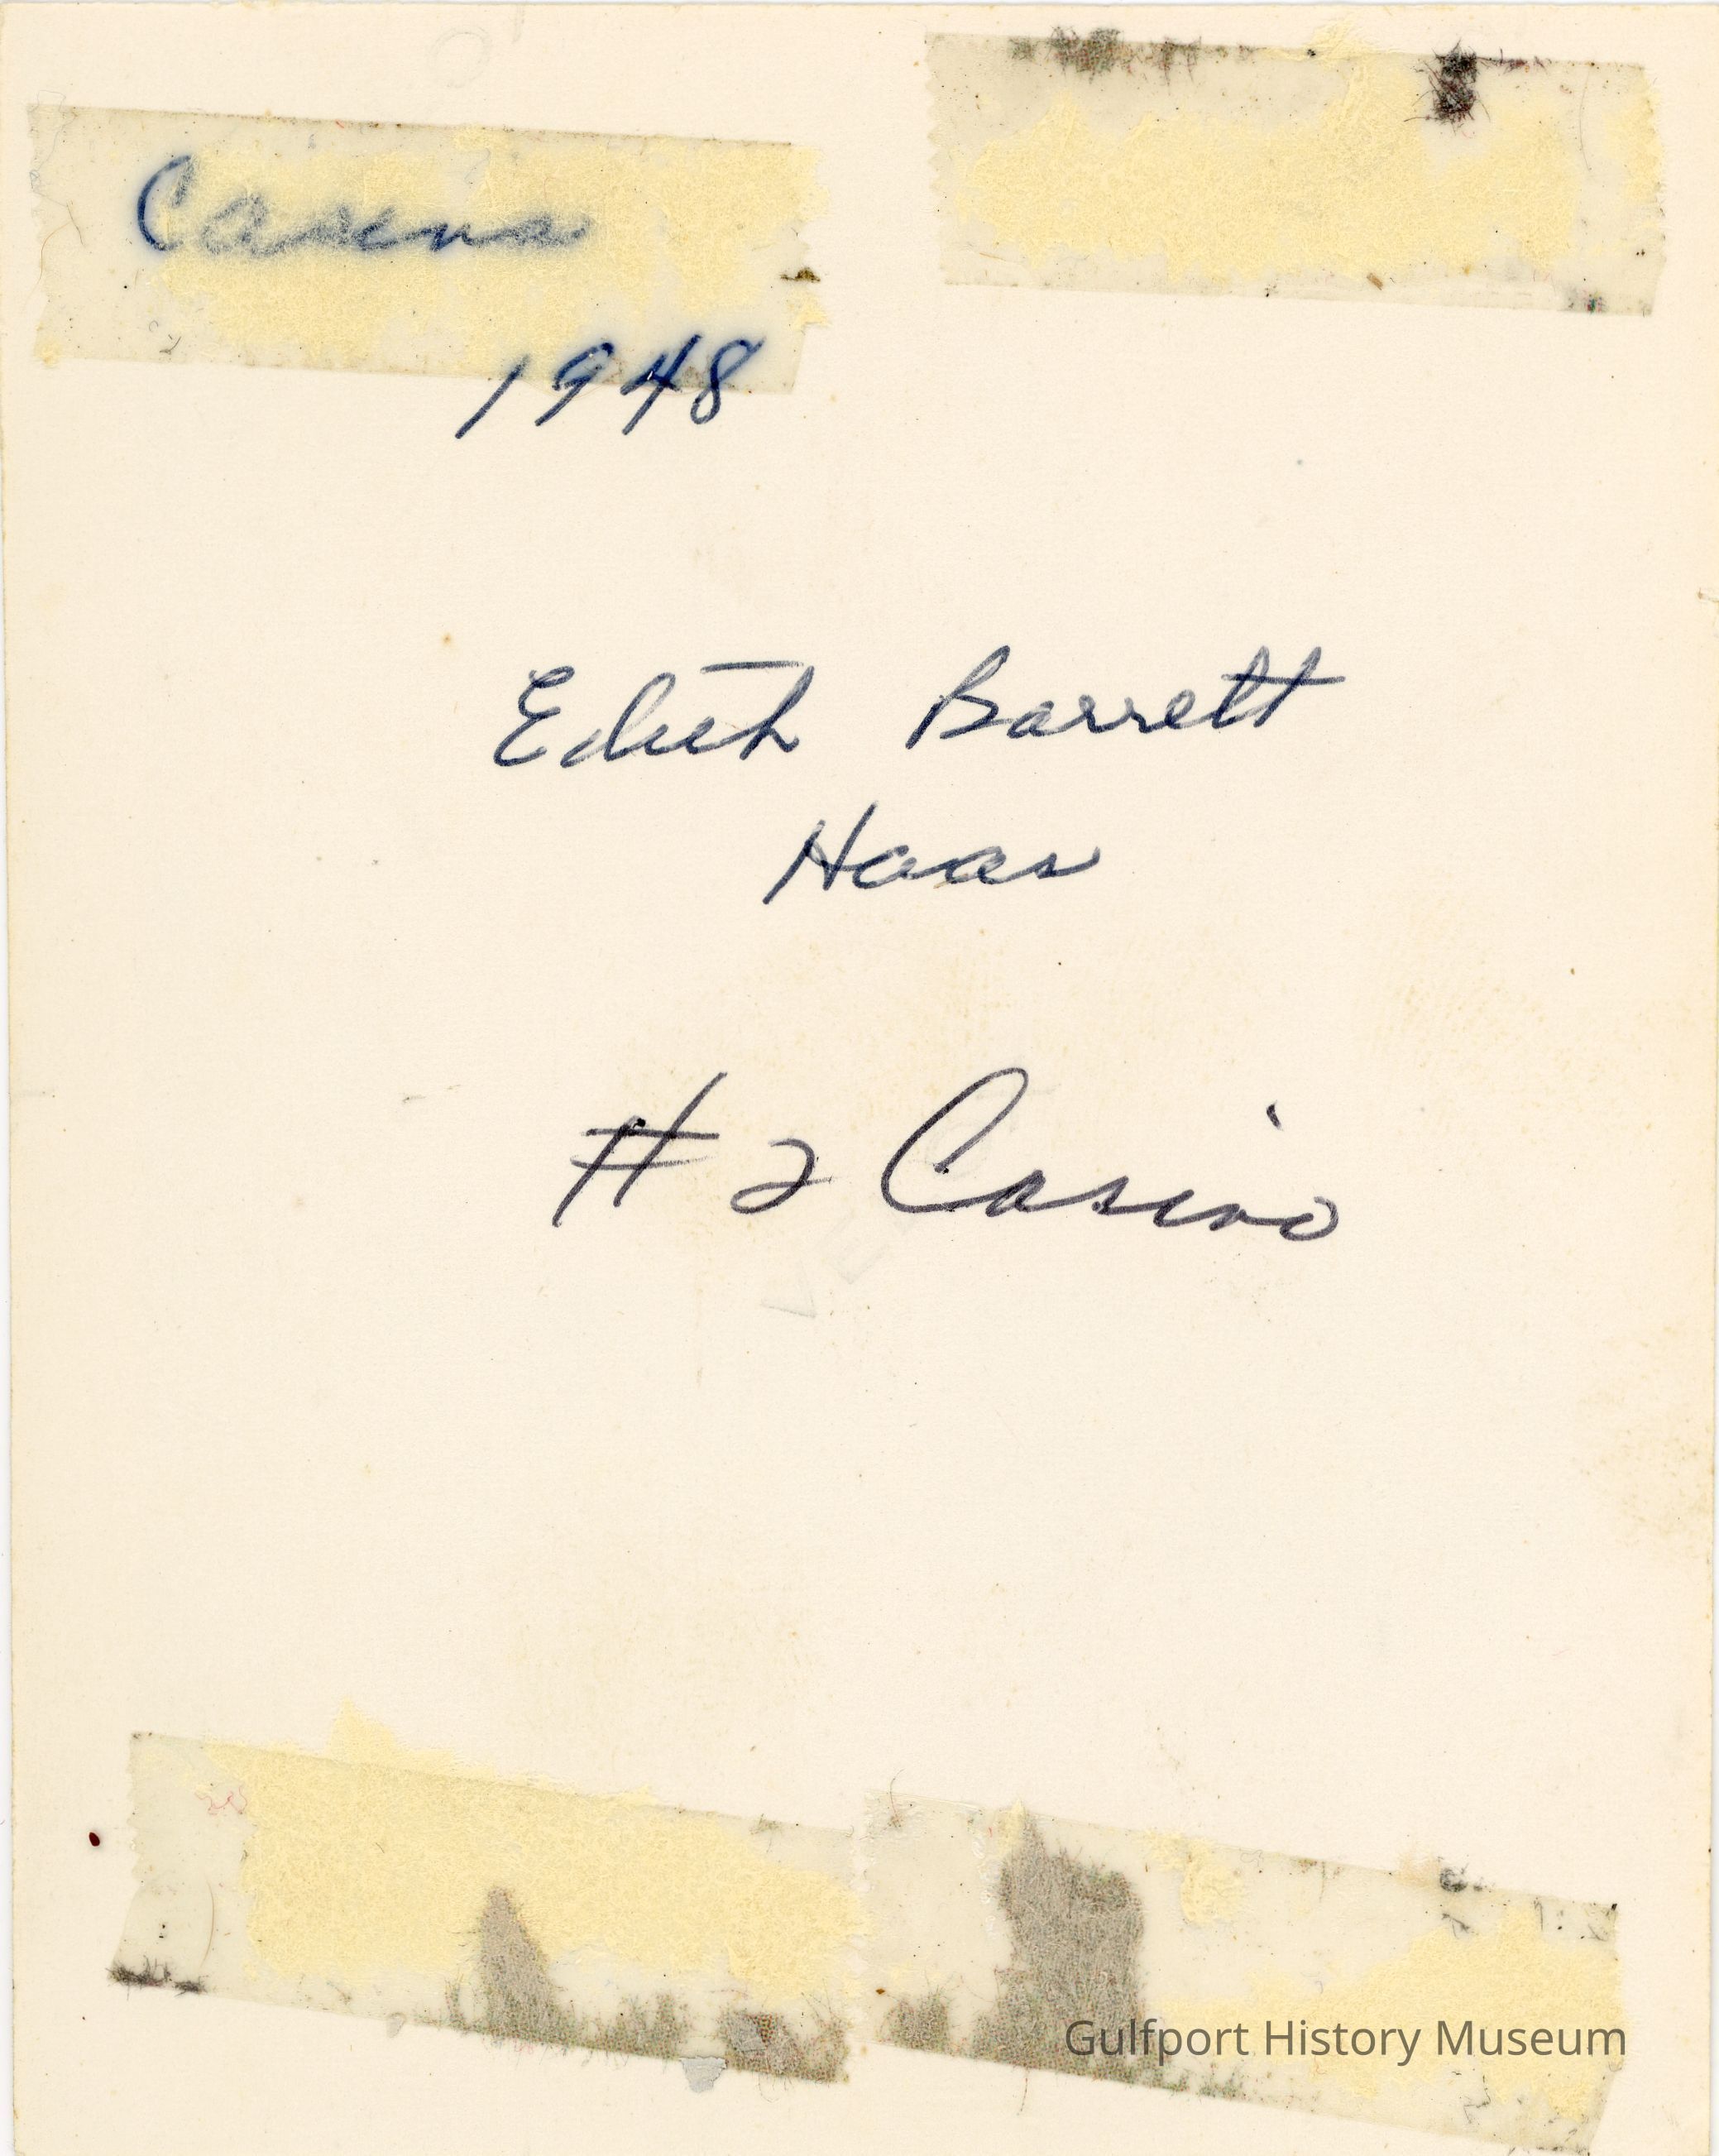 Casino
1948
Edith Barrett
Haas
# 2 Casino
Gulfport History Museum